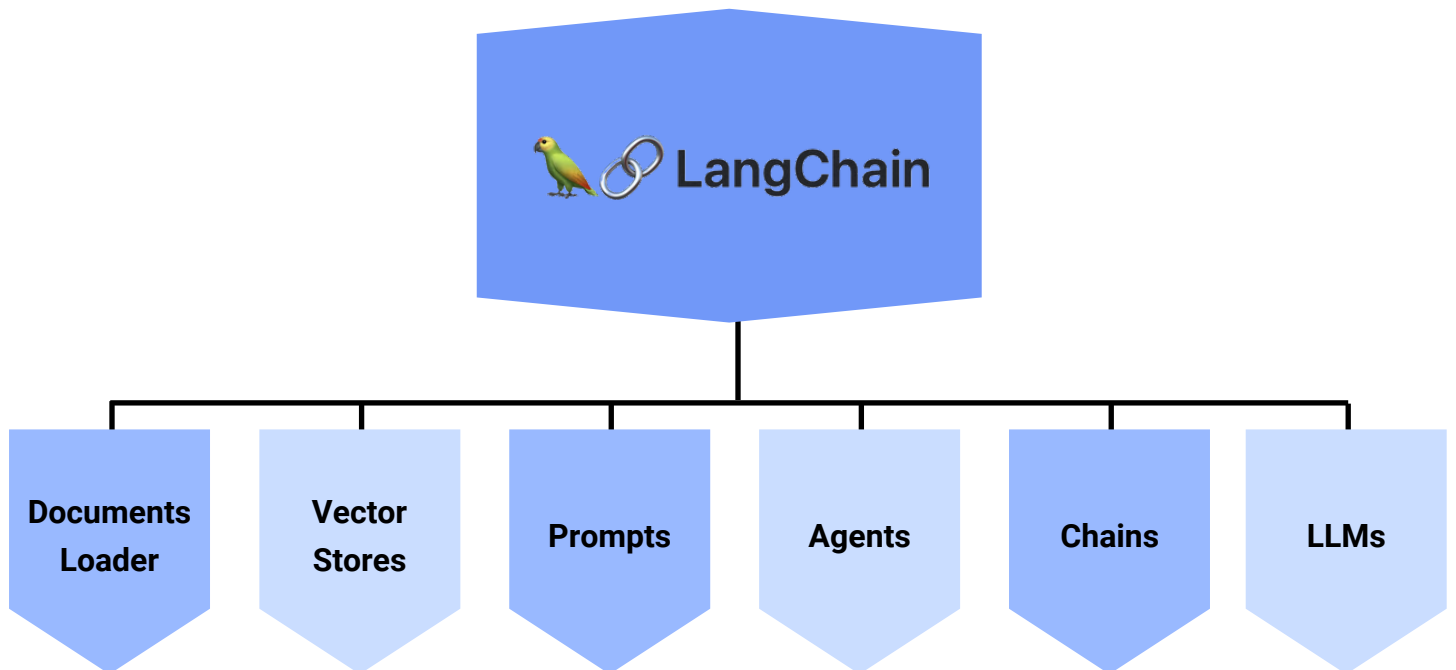 LangChain
Documents
Loader
Vector
Stores
Prompts
Agents
Chains
LLMs